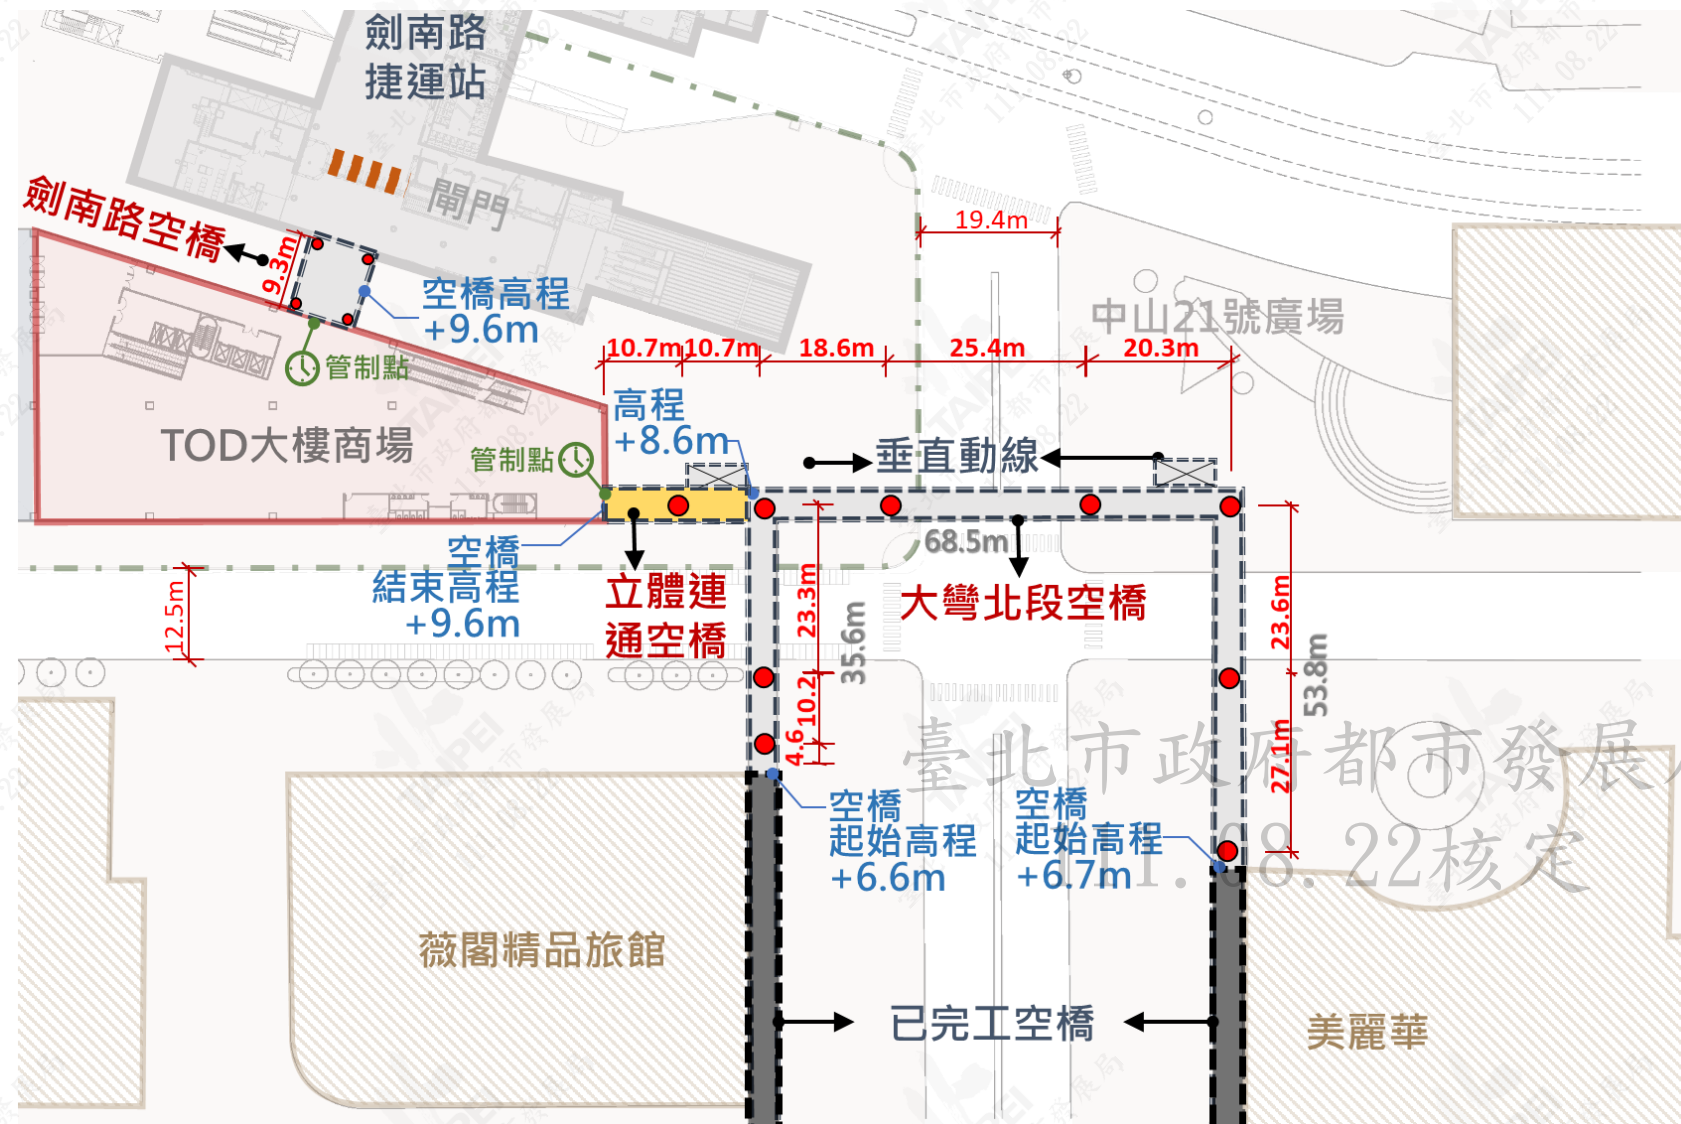 劍南路
捷運站
閘門
劍南路空橋
9.3m
空橋高程
+9.6m
管制點
19.4m
中山21號廣場
10.7m
10.7m
18.6m
25.4m
20.3m
高程
+8.6m
TOD大樓商場
管制點
垂直動線
空橋
結束高程
+9.6m
立體連
通空橋
68.5m
大彎北段空橋
12.5m
23.3m
35.6m
10.2
4.6
23.6m
53.8m
27.1m
臺北市政府都市發展
111.08.22核定
空橋
起始高程
+6.6m
空橋
起始高程
+6.7m
薇閣精品旅館
已完工空橋
美麗華